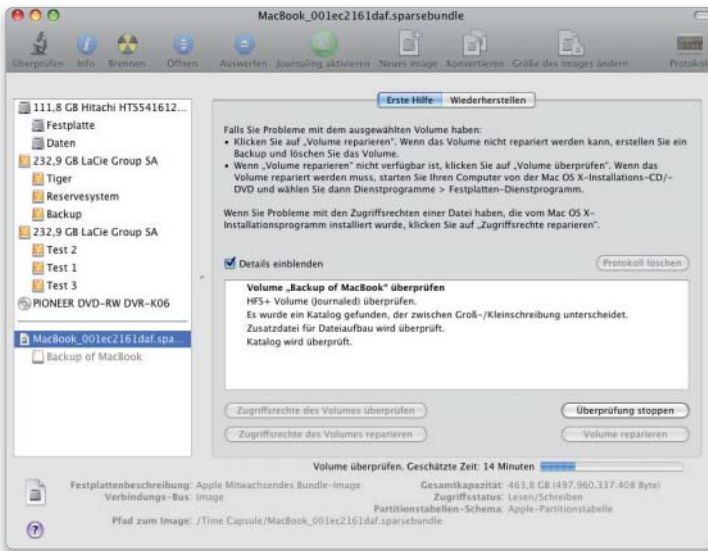 MacBook_001ec2161daf.sparsebundle
Überprüfen Info Brennen Öffnen Auswerfen Journaling aktivieren Neues Image Konvertieren Größe des Images ändern Protokoll
111,8 GB Hitachi HTS541612...
Festplatte
Daten
232,9 GB LaCie Group SA
Tiger
Reservesystem
Backup
232,9 GB LaCie Group SA
Test 2
Test 1
Test 3
PIONEER DVD-RW DVR-K06
MacBook_001ec2161daf.spa...
Backup of MacBook
Erste Hilfe Wiederherstellen
Falls Sie Probleme mit dem ausgewählten Volume haben:
• Klicken Sie auf „Volume reparieren“. Wenn das Volume nicht repariert werden kann, erstellen Sie ein
Backup und löschen Sie das Volume.
• Wenn „Volume reparieren“ nicht verfügbar ist, klicken Sie auf „Volume überprüfen“. Wenn das
Volume repariert werden muss, starten Sie Ihren Computer von der Mac OS X-Installations-CD/-
DVD und wählen Sie dann Dienstprogramme > Festplatten-Dienstprogramm.
Wenn Sie Probleme mit den Zugriffsrechten einer Datei haben, die vom Mac OS X-
Installationsprogramm installiert wurde, klicken Sie auf „Zugriffsrechte reparieren“.
Details einblenden
Protokoll löschen
Volume „Backup of MacBook“ überprüfen
HFS+ Volume (Journaled) überprüfen.
Es wurde ein Katalog gefunden, der zwischen Groß-/Kleinschreibung unterscheidet.
Zusatzdatei für Dateiaufbau wird überprüft.
Katalog wird überprüft.
Zugriffsrechte des Volumes überprüfen
Überprüfung stoppen
Zugriffsrechte des Volumes reparieren
Volume reparieren
Volume überprüfen. Geschätzte Zeit: 14 Minuten
Festplattenbeschreibung: Apple Mitwachsendes Bundle-Image
Gesamtkapazität: 463,8 GB (497.960.337.408 Byte)
Verbindungs-Bus: Image
Zugriffsstatus: Lesen/Schreiben
Partitionstabellen-Schema: Apple-Partitionstabelle
Pfad zum Image: /Time Capsule/MacBook_001ec2161daf.sparsebundle